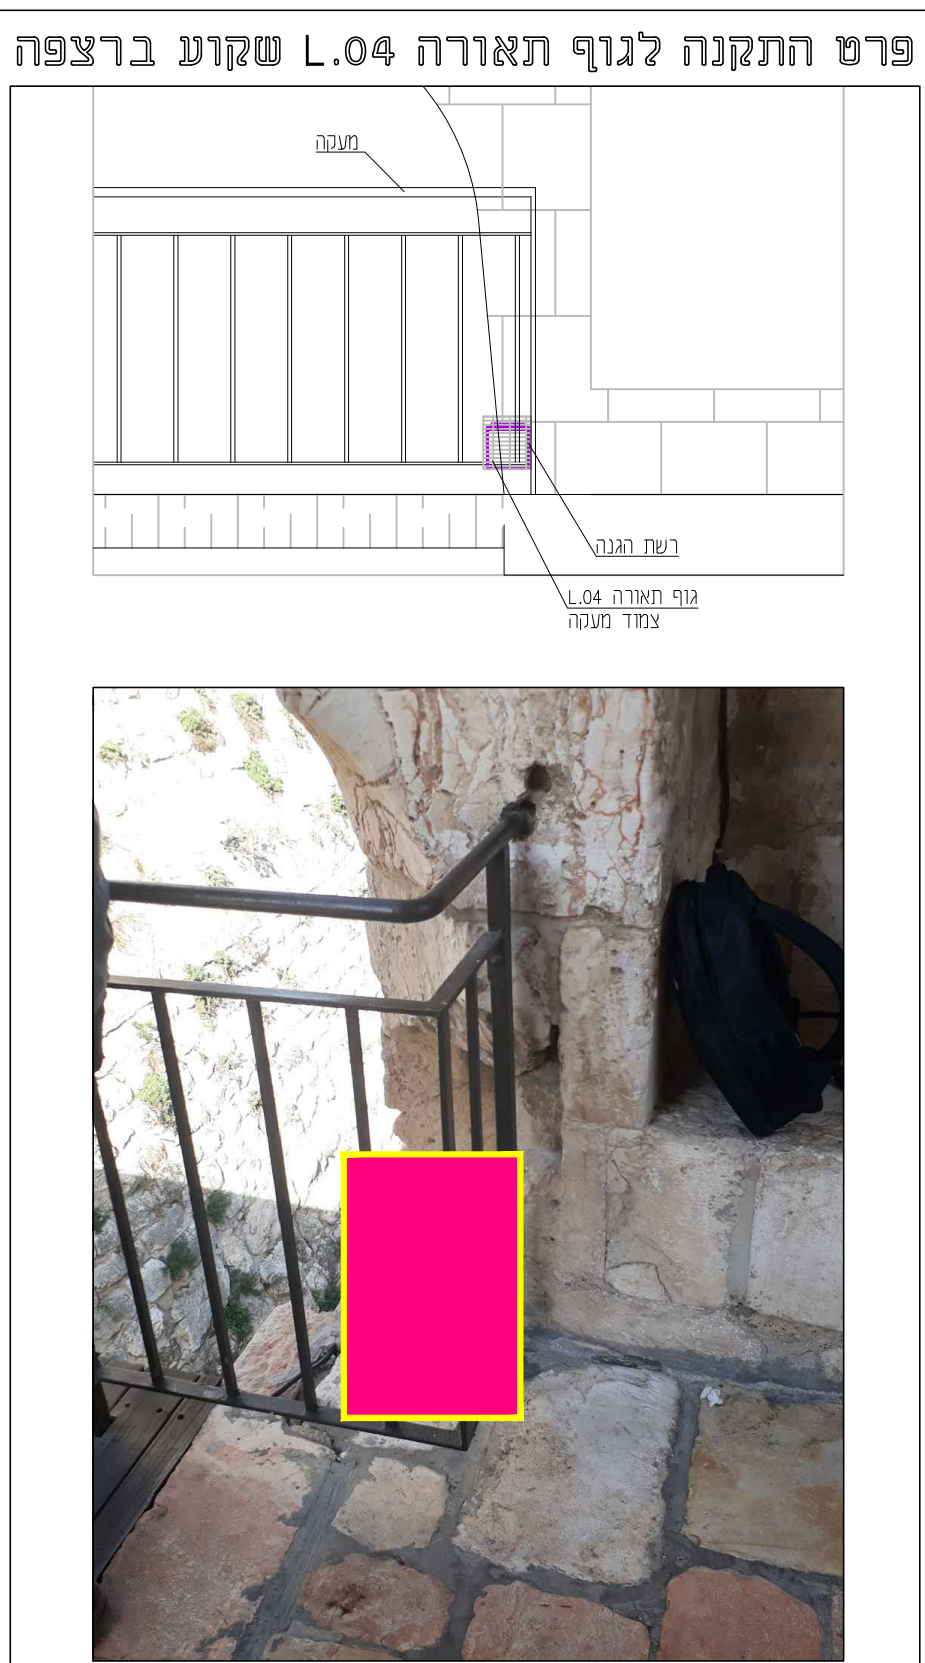 פרט התקנה לגוף תאורה L.04 שקוע ברצפה
מעקה
רשת הגנה
גוף תאורה L.04
צמוד מעקה